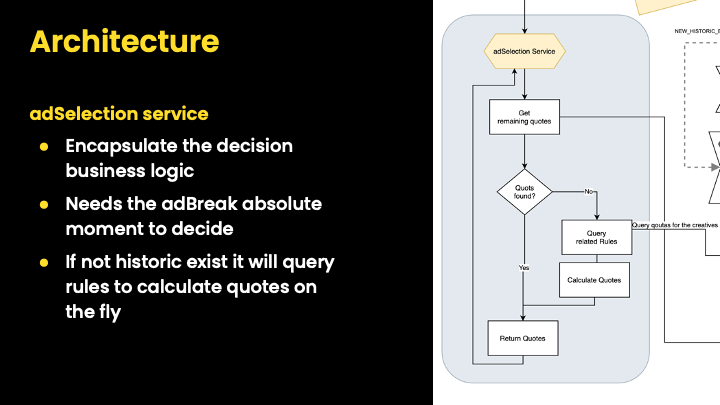 Architecture
adSelection service
Encapsulate the decision
business logic
Needs the adBreak absolute
moment to decide
If not historic exist it will query
rules to calculate quotes on
the fly
NEW_HISTORIC_E
adSelection Service
Get
remaining quotes
Quots
found?
No
Query
related Rules
Query qoutas for the creatives
Yes
Calculate Quotes
Return Quotes